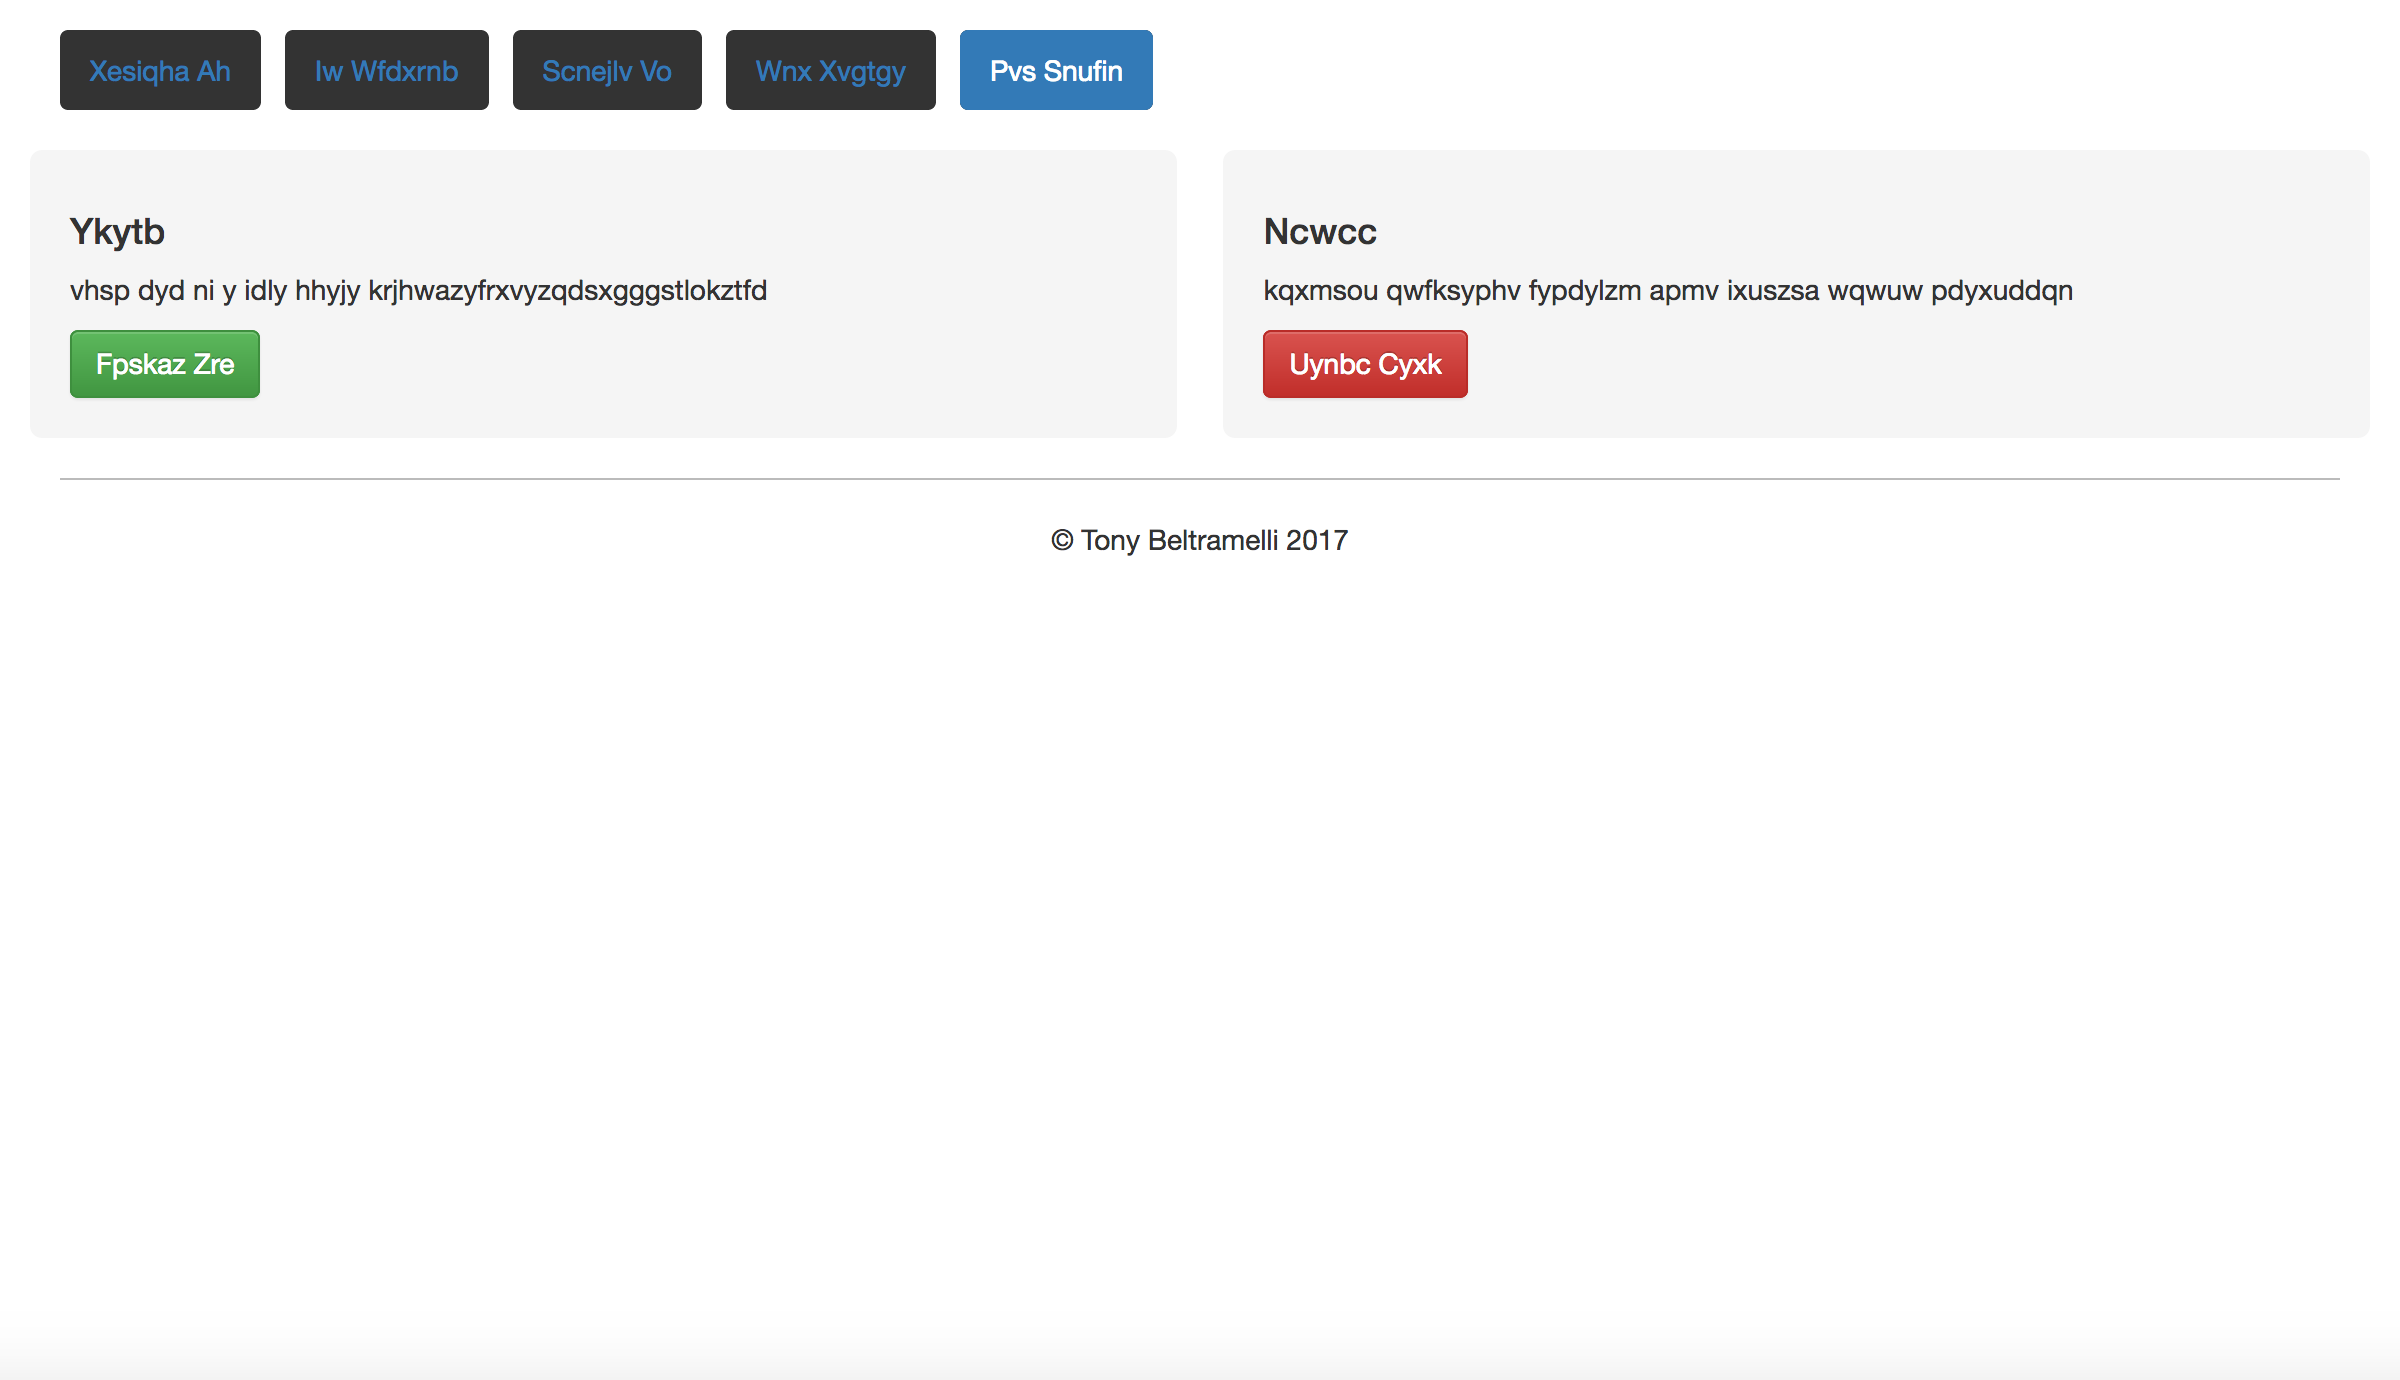 Xesiqha Ah Iw Wfdxrnb Scnejlv Vo Wnx Xvgtgy Pvs Snufin
Ykytb
vhsp dyd ni y idly hhyjy krjhwazyfrxvyzqdsxgggstlokztfd
Fpskaz Zre
Ncwcc
kqxmsou qwfksyphv fypdylzm apmv ixuszsa wqwuw pdyxuddqn
Uynbc Cyxk
© Tony Beltramelli 2017